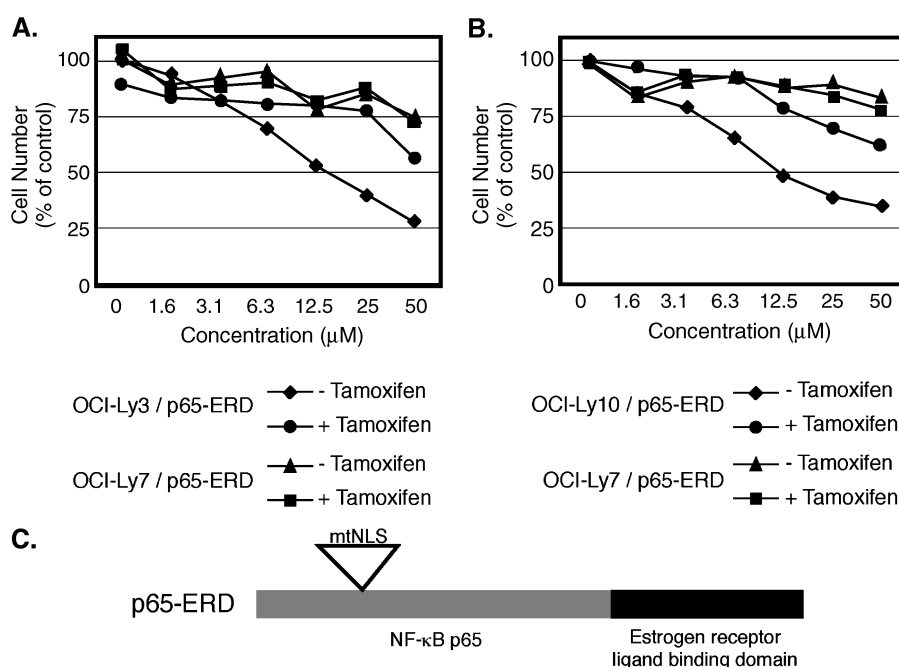 A.
100
75
50
25
0
Cell Number
(% of control)
0 1.6 3.1 6.3 12.5 25 50
Concentration (μM)
OCI-Ly3 / p65-ERD
- Tamoxifen
+ Tamoxifen
OCI-Ly7 / p65-ERD
- Tamoxifen
+ Tamoxifen
B.
100
75
50
25
0
Cell Number
(% of control)
0 1.6 3.1 6.3 12.5 25 50
Concentration (μM)
OCI-Ly10 / p65-ERD
- Tamoxifen
+ Tamoxifen
OCI-Ly7 / p65-ERD
- Tamoxifen
+ Tamoxifen
C.
mtNLS
p65-ERD
NF-κB p65
Estrogen receptor
ligand binding domain